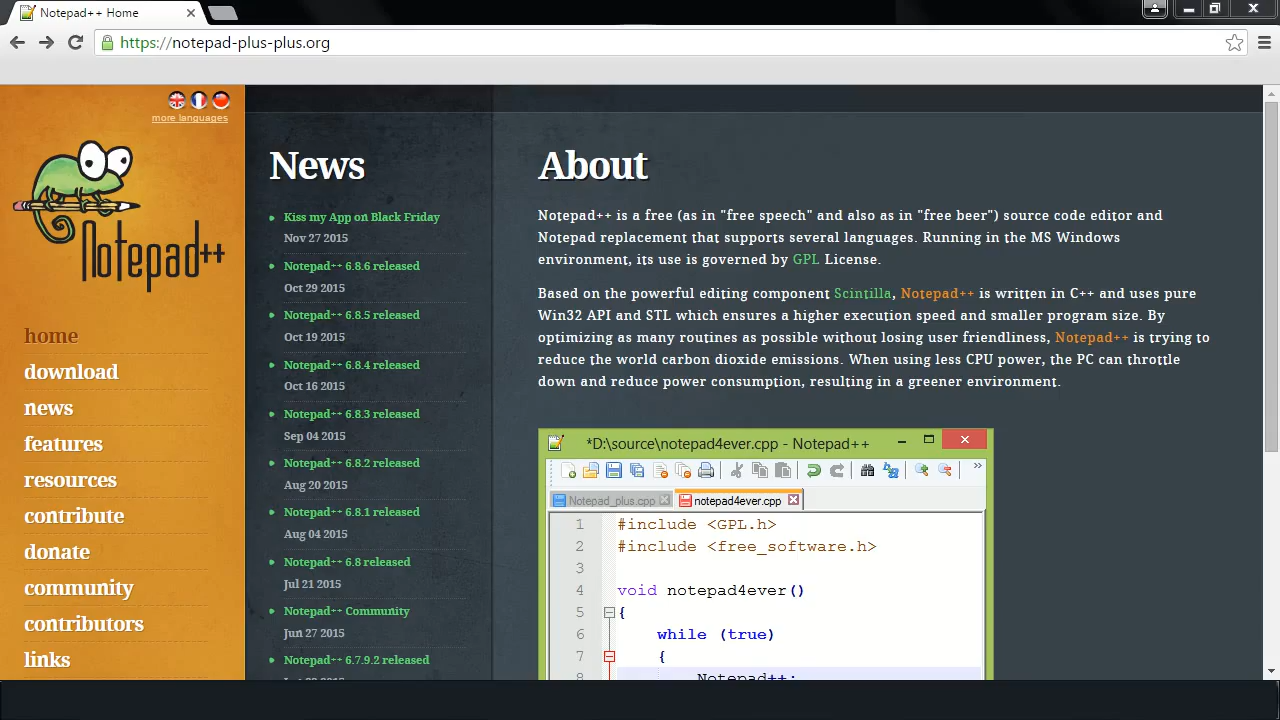 Notepad++ Home
https://notepad-plus-plus.org
more languages
Notepad++
home
download
news
features
resources
contribute
donate
community
contributors
links
News
Kiss my App on Black Friday
Nov 27 2015
Notepad++ 6.8.6 released
Oct 29 2015
Notepad++ 6.8.5 released
Oct 19 2015
Notepad++ 6.8.4 released
Oct 16 2015
Notepad++ 6.8.3 released
Sep 04 2015
Notepad++ 6.8.2 released
Aug 20 2015
Notepad++ 6.8.1 released
Aug 04 2015
Notepad++ 6.8 released
Jul 21 2015
Notepad++ Community
Jun 27 2015
Notepad++ 6.7.9.2 released
About
Notepad++ is a free (as in "free speech" and also as in "free beer") source code editor and
Notepad replacement that supports several languages. Running in the MS Windows
environment, its use is governed by GPL License.
Based on the powerful editing component Scintilla, Notepad++ is written in C++ and uses pure
Win32 API and STL which ensures a higher execution speed and smaller program size. By
optimizing as many routines as possible without losing user friendliness, Notepad++ is trying to
reduce the world carbon dioxide emissions. When using less CPU power, the PC can throttle
down and reduce power consumption, resulting in a greener environment.
*D:\source\notepad4ever.cpp - Notepad++
Notepad_plus.cpp notepad4ever.cpp
1 #include <GPL.h>
2 #include <free_software.h>
3
4 void notepad4ever()
5 {
6 while (true)
7 {
8 Notepad++;